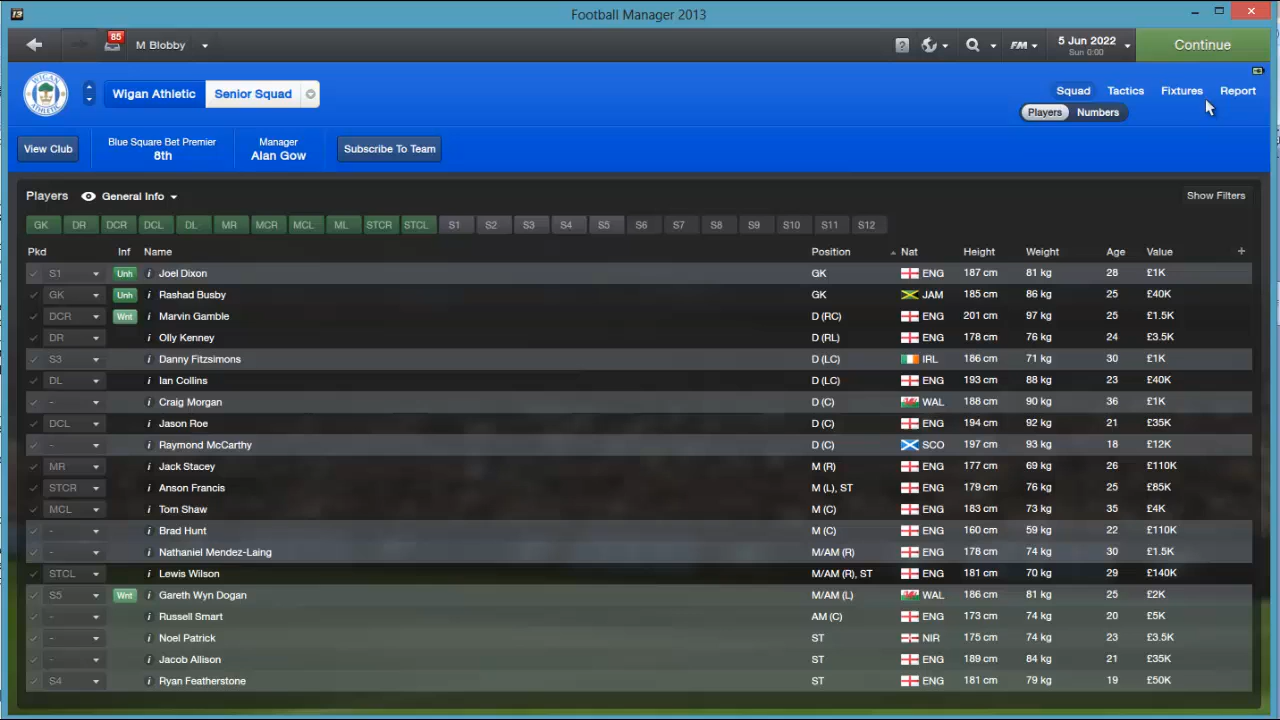 Football Manager 2013
85 M Blobby FM 5 Jun 2022 Continue
Sun 0:00
Wigan Athletic Senior Squad Squad Tactics Fixtures Report
Players Numbers
View Club Blue Square Bet Premier Manager Subscribe To Team
8th Alan Gow
Players General Info Show Filters
GK DR DCR DCL DL MR MCR MCL ML STCR STCL S1 S2 S3 S4 S5 S6 S7 S8 S9 S10 S11 S12
Pkd Inf Name Position Nat Height Weight Age Value +
S1 Unh i Joel Dixon GK ENG 187 cm 81 kg 28 £1K
GK Unh i Rashad Busby GK JAM 185 cm 86 kg 25 £40K
DCR Wnt i Marvin Gamble D (RC) ENG 201 cm 97 kg 25 £1.5K
DR i Olly Kenney D (RL) ENG 178 cm 76 kg 24 £3.5K
S3 i Danny Fitzsimons D (LC) IRL 186 cm 71 kg 30 £1K
DL i Ian Collins D (LC) ENG 193 cm 88 kg 23 £40K
- i Craig Morgan D (C) WAL 188 cm 90 kg 36 £1K
DCL i Jason Roe D (C) ENG 194 cm 92 kg 21 £35K
- i Raymond McCarthy D (C) SCO 197 cm 93 kg 18 £12K
MR i Jack Stacey M (R) ENG 177 cm 69 kg 26 £110K
STCR i Anson Francis M (L), ST ENG 179 cm 76 kg 25 £85K
MCL i Tom Shaw M (C) ENG 183 cm 73 kg 35 £4K
- i Brad Hunt M (C) ENG 160 cm 59 kg 22 £110K
- i Nathaniel Mendez-Laing M/AM (R) ENG 178 cm 74 kg 30 £1.5K
STCL i Lewis Wilson M/AM (R), ST ENG 181 cm 70 kg 29 £140K
S5 Wnt i Gareth Wyn Dogan M/AM (L) WAL 186 cm 81 kg 25 £2K
- i Russell Smart AM (C) ENG 173 cm 74 kg 20 £5K
- i Noel Patrick ST NIR 175 cm 74 kg 23 £3.5K
- i Jacob Allison ST ENG 189 cm 84 kg 21 £35K
S4 i Ryan Featherstone ST ENG 181 cm 79 kg 19 £50K